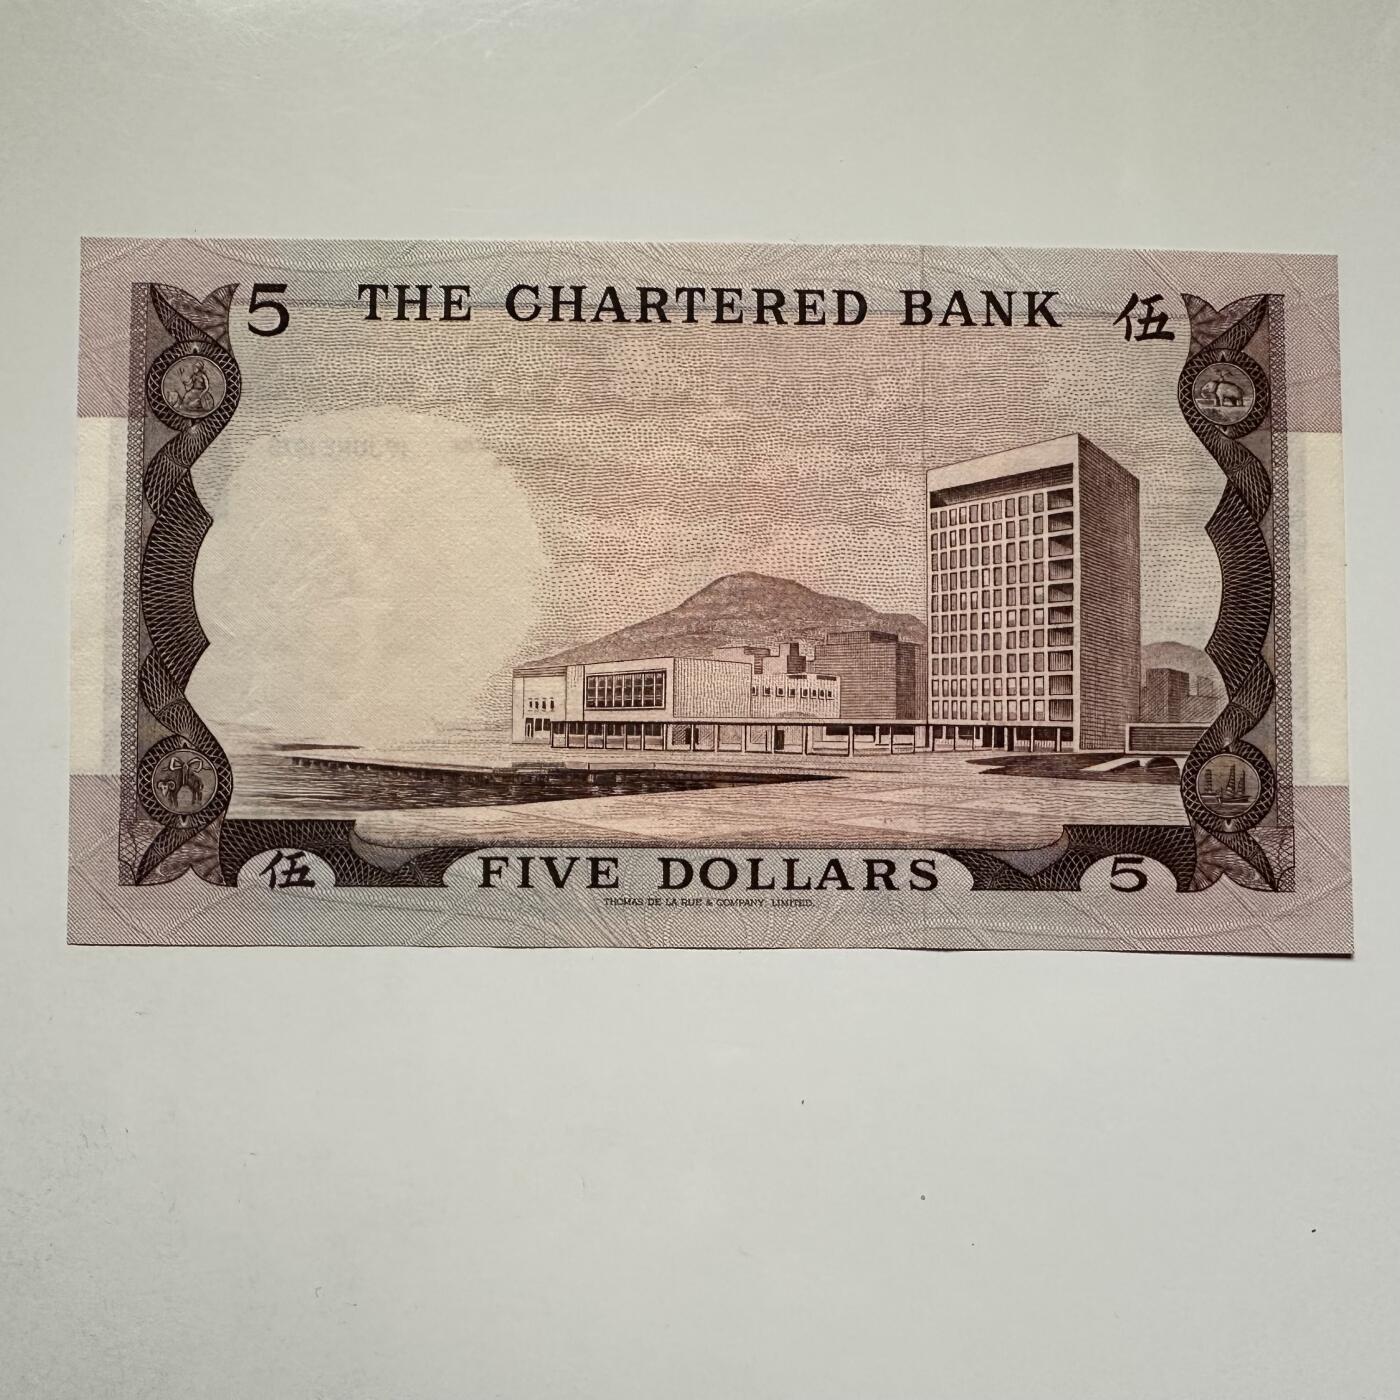 5 THE CHARTERED BANK 伍
伍 FIVE DOLLARS 5
THOMAS DE LA RUE & COMPANY, LIMITED.